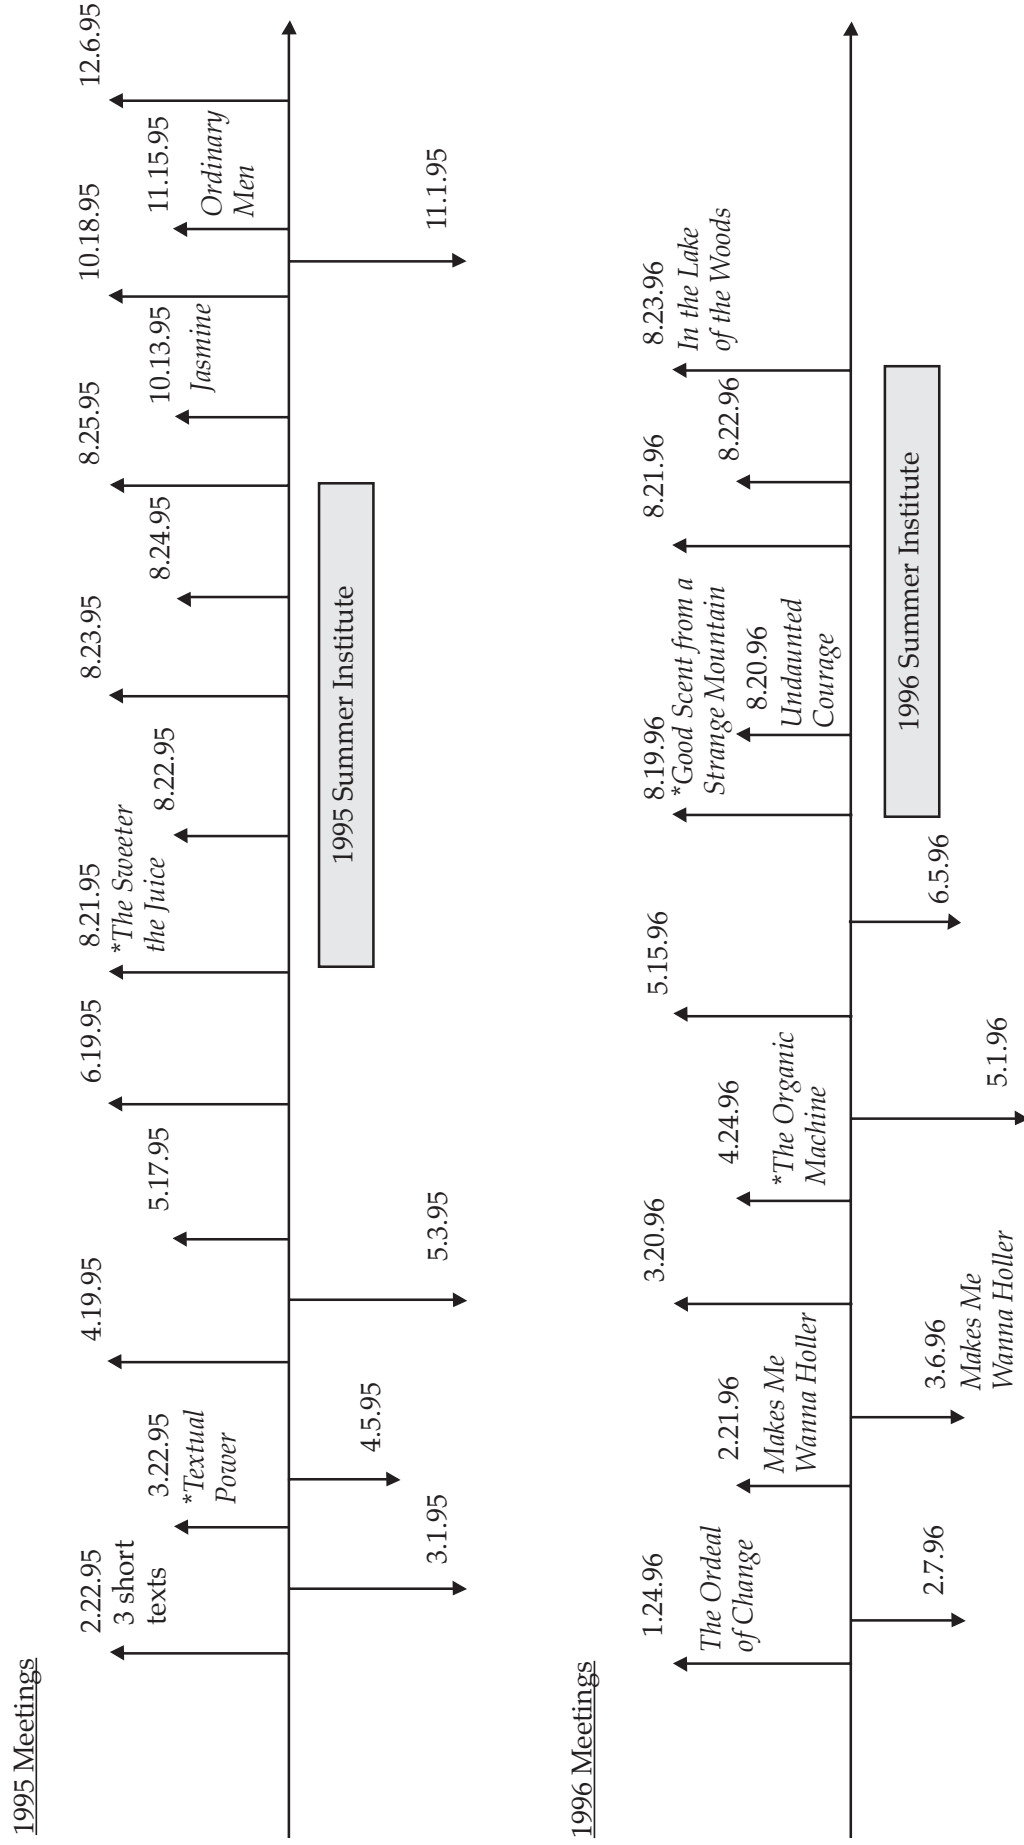 1995 Meetings
2.22.95
3 short
texts
3.1.95
3.22.95
*Textual
Power
4.5.95
4.19.95
5.3.95
5.17.95
6.19.95
8.21.95
*The Sweeter
the Juice
8.22.95
8.23.95
8.24.95
8.25.95
1995 Summer Institute
10.13.95
Jasmine
10.18.95
11.1.95
11.15.95
Ordinary
Men
12.6.95
1996 Meetings
1.24.96
The Ordeal
of Change
2.7.96
2.21.96
Makes Me
Wanna Holler
3.6.96
Makes Me
Wanna Holler
3.20.96
4.24.96
*The Organic
Machine
5.1.96
5.15.96
6.5.96
8.19.96
*Good Scent from a
Strange Mountain
8.20.96
Undaunted
Courage
8.21.96
8.22.96
8.23.96
In the Lake
of the Woods
1996 Summer Institute